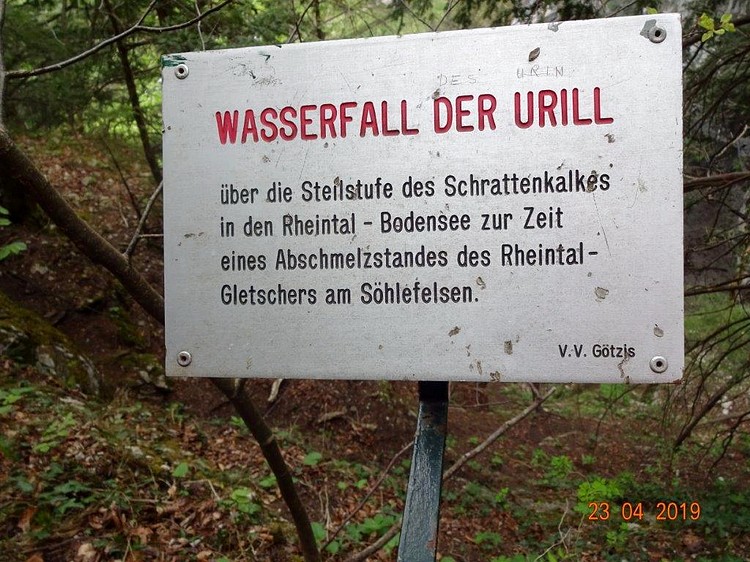 DES URIN
WASSERFALL DER URILL
über die Steilstufe des Schrattenkalkes
in den Rheintal - Bodensee zur Zeit
eines Abschmelzstandes des Rheintal-
Gletschers am Söhlefelsen.
V.V. Götzis
23 04 2019